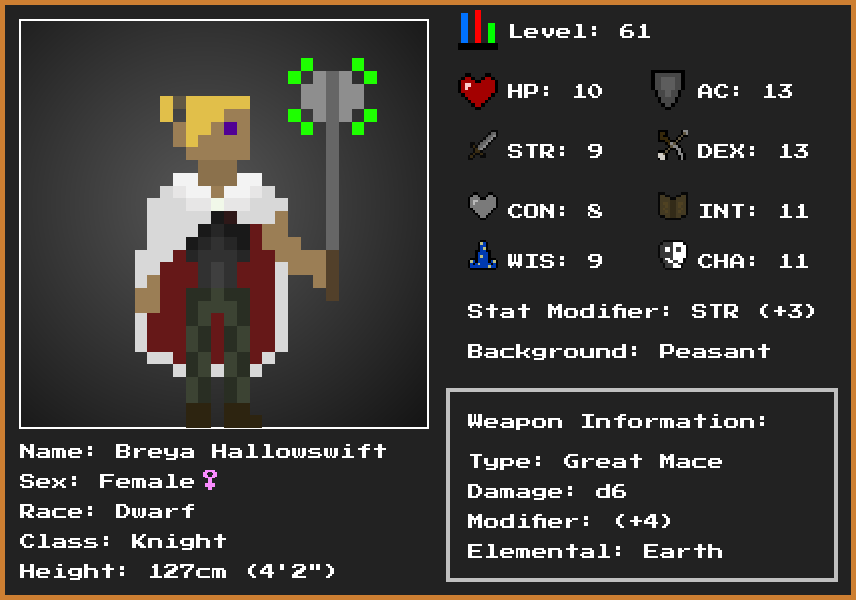 Level: 61
HP: 10 AC: 13
STR: 9 DEX: 13
CON: 8 INT: 11
WIS: 9 CHA: 11
Stat Modifier: STR (+3)
Background: Peasant
Weapon Information:
Type: Great Mace
Damage: d6
Modifier: (+4)
Elemental: Earth
Name: Breya Hallowswift
Sex: Female♀
Race: Dwarf
Class: Knight
Height: 127cm (4'2")